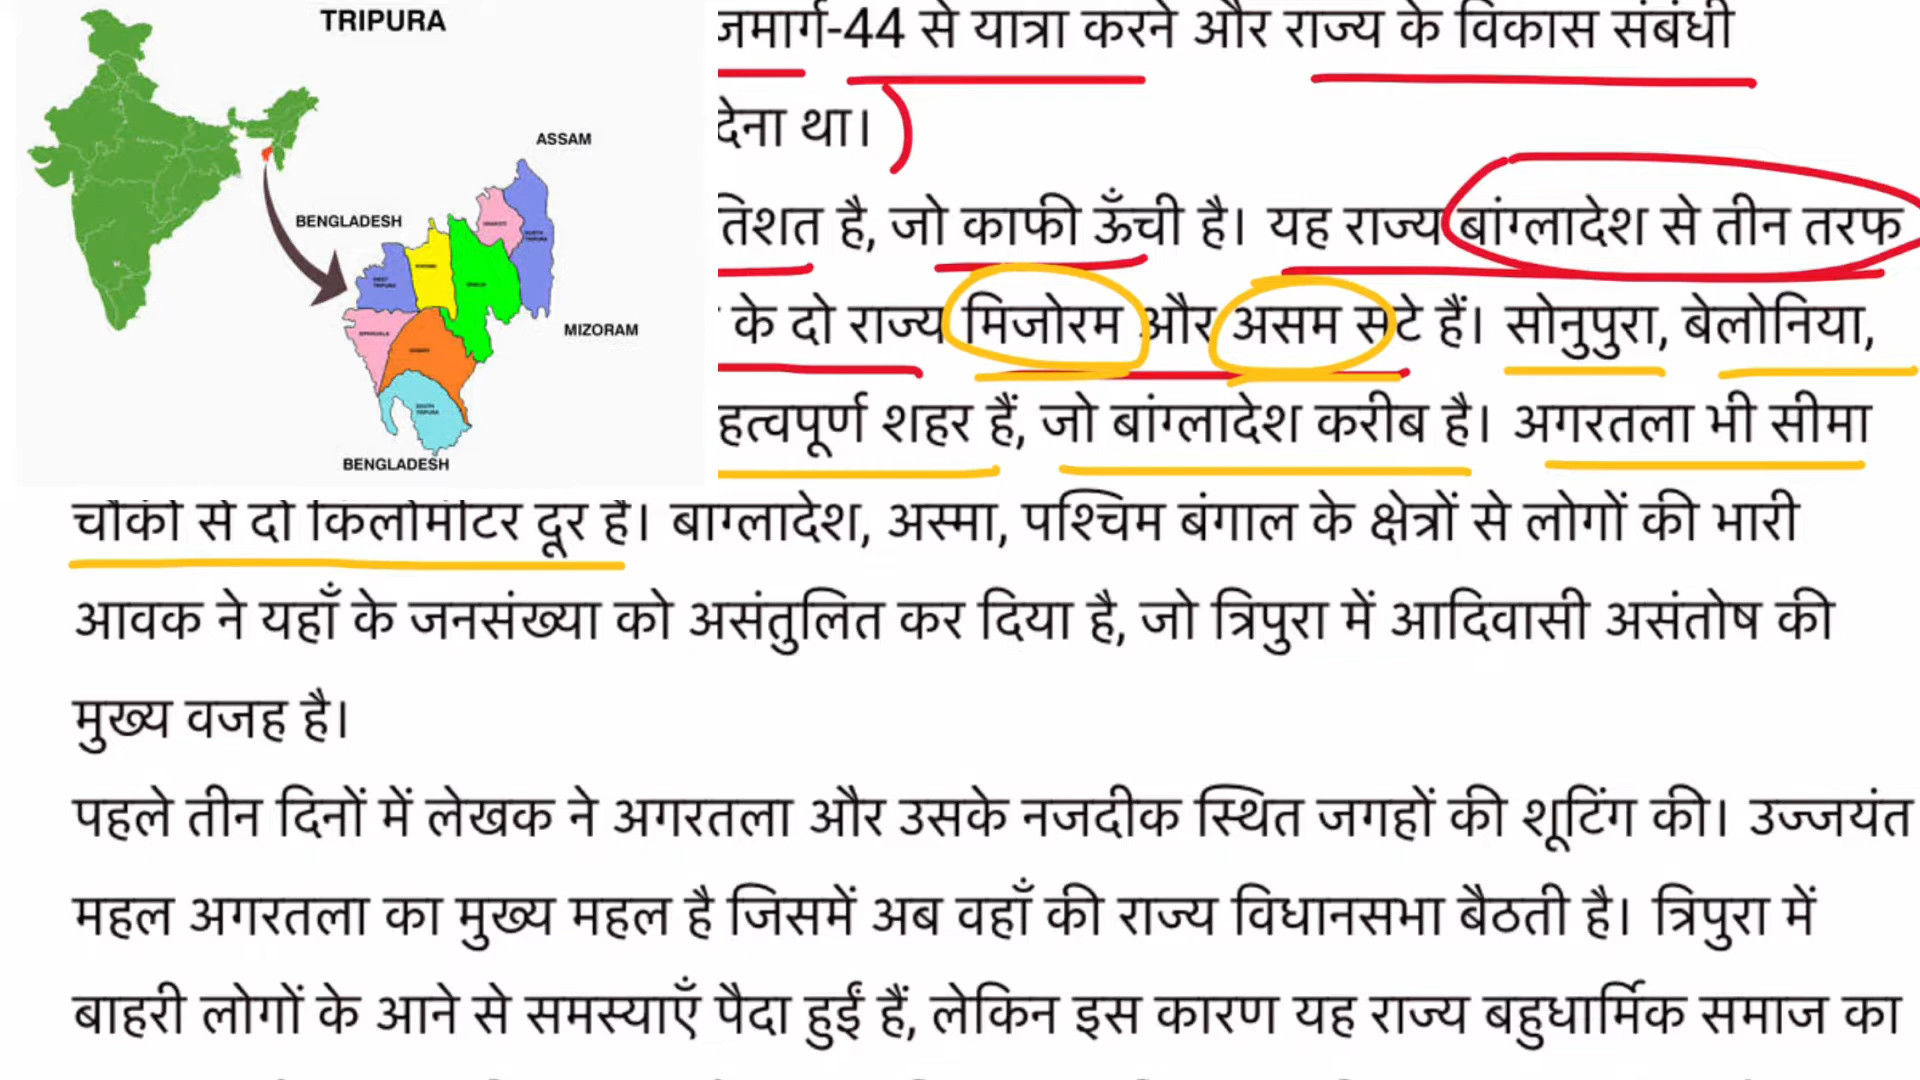 TRIPURA
ASSAM
BENGLADESH
MIZORAM
BENGLADESH
जमार्ग-44 से यात्रा करने और राज्य के विकास संबंधी
देना था।
तिशत है, जो काफी ऊँची है। यह राज्य बांग्लादेश से तीन तरफ
के दो राज्य मिजोरम और असम सटे हैं। सोनुपुरा, बेलोनिया,
हत्वपूर्ण शहर हैं, जो बांग्लादेश करीब है। अगरतला भी सीमा
चौकी से दो किलोमीटर दूर है। बाग्लादेश, अस्मा, पश्चिम बंगाल के क्षेत्रों से लोगों की भारी
आवक ने यहाँ के जनसंख्या को असंतुलित कर दिया है, जो त्रिपुरा में आदिवासी असंतोष की
मुख्य वजह है।
पहले तीन दिनों में लेखक ने अगरतला और उसके नजदीक स्थित जगहों की शूटिंग की। उज्जयंत
महल अगरतला का मुख्य महल है जिसमें अब वहाँ की राज्य विधानसभा बैठती है। त्रिपुरा में
बाहरी लोगों के आने से समस्याएँ पैदा हुईं हैं, लेकिन इस कारण यह राज्य बहुधार्मिक समाज का